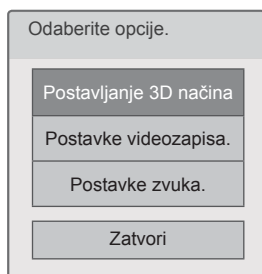 Odaberite opcije.
Postavljanje 3D načina
Postavke videozapisa.
Postavke zvuka.
Zatvori